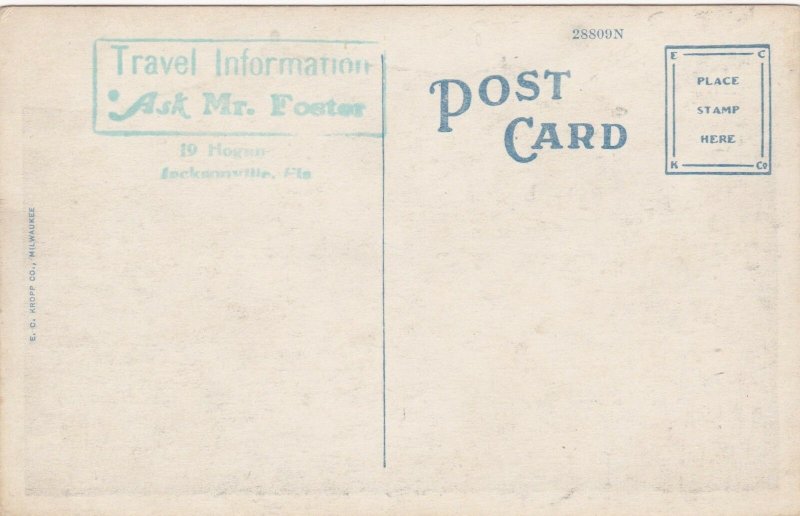 Travel Information
Ask Mr. Foster
19 Hogan
Jacksonville, Fla
E. C. KROPP CO., MILWAUKEE
28809N
POST
CARD
E C
PLACE
STAMP
HERE
K Co